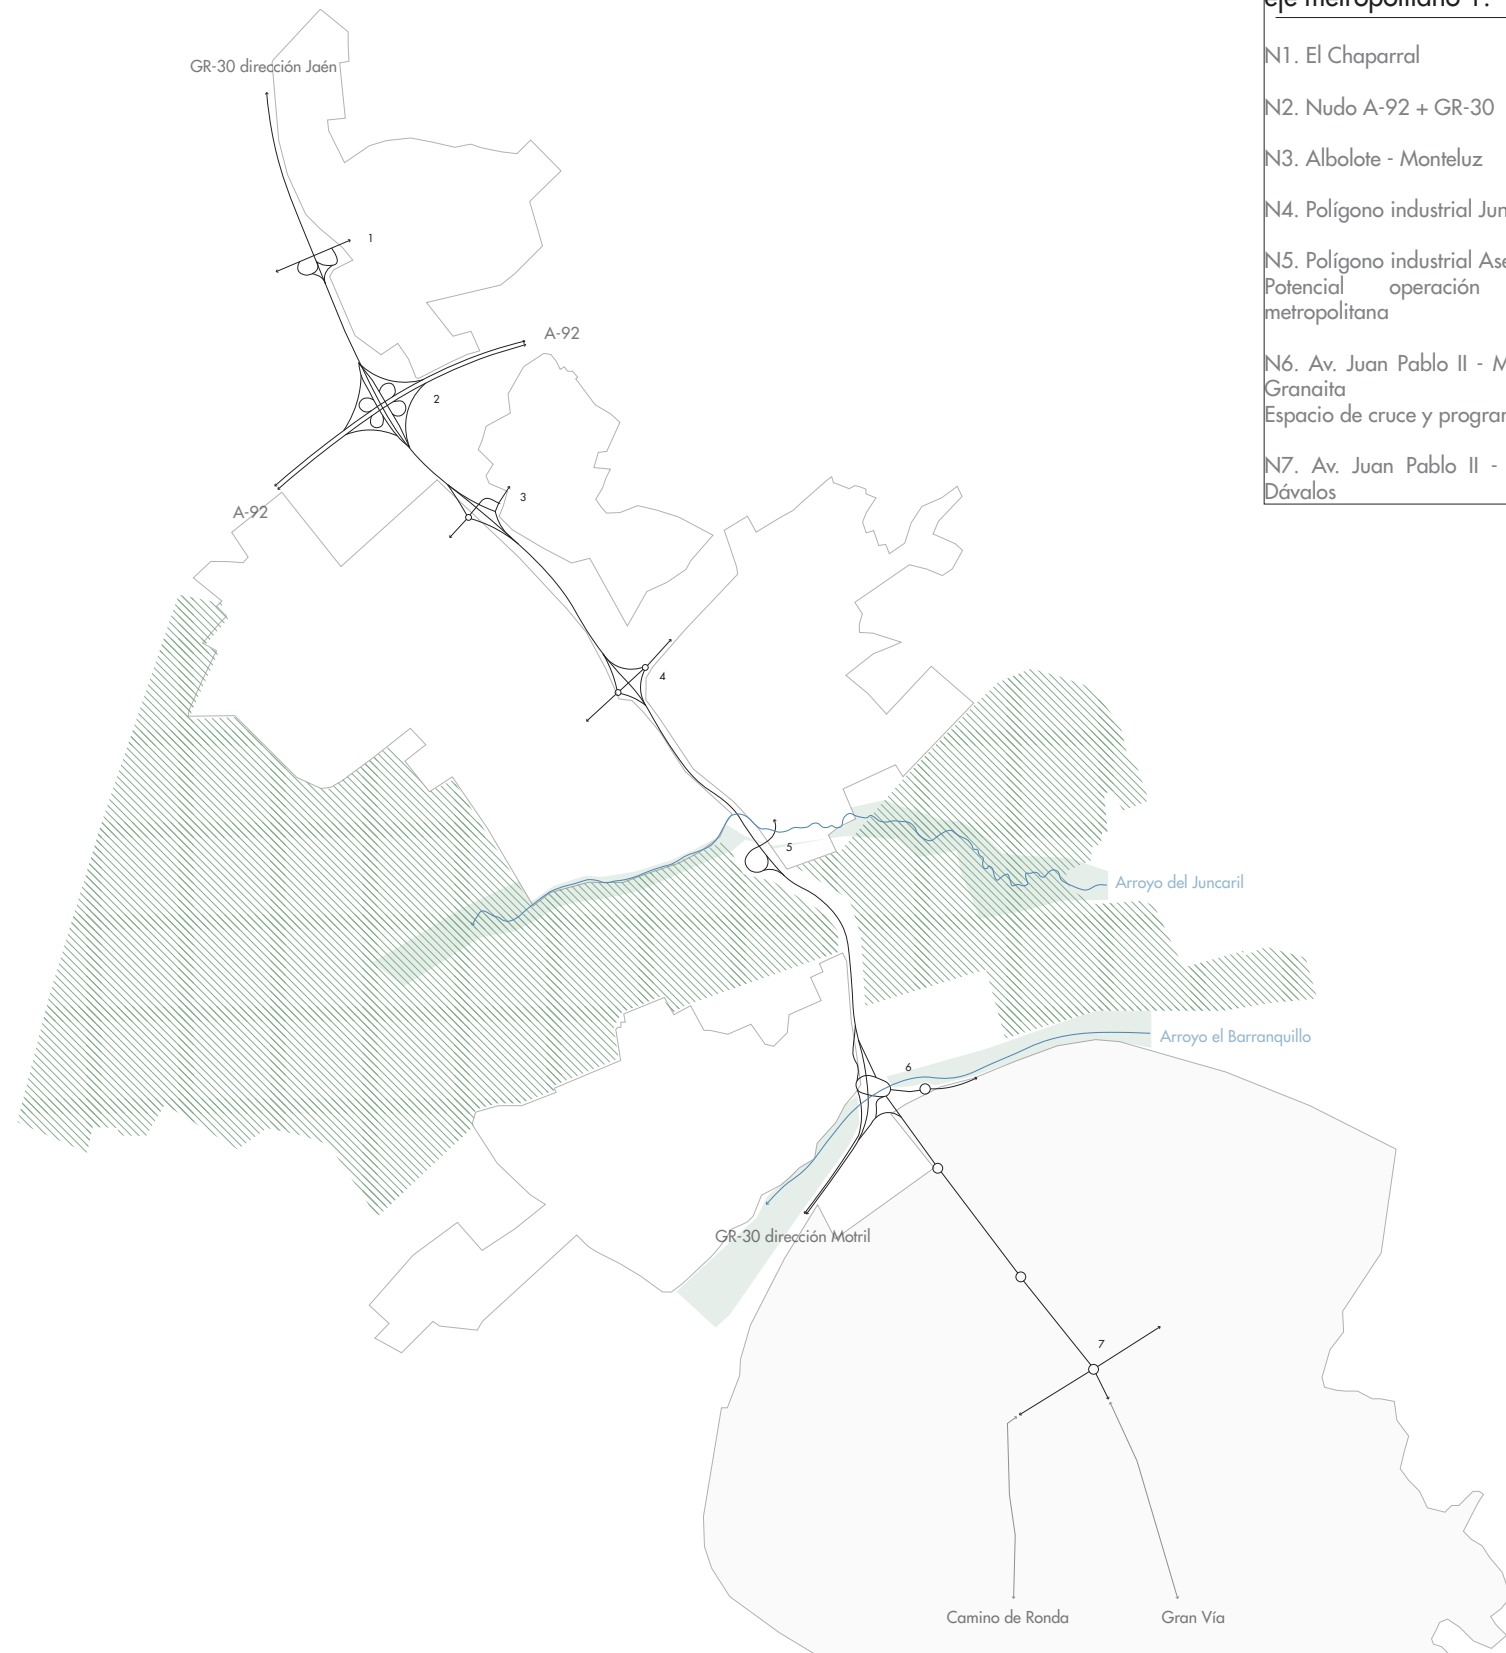 eje metropolitano 1.
N1. El Chaparral
N2. Nudo A-92 + GR-30
N3. Albolote - Monteluz
N4. Polígono industrial
N5. Polígono industrial
Potencial operación
metropolitana
N6. Av. Juan Pablo II -
Granaita
Espacio de cruce y
N7. Av. Juan Pablo II -
Dávalos
GR-30 dirección Jaén
1
A-92
2
3
A-92
4
5
Arroyo del Juncaril
Arroyo el Barranquillo
6
GR-30 dirección Motril
7
Camino de Ronda
Gran Vía